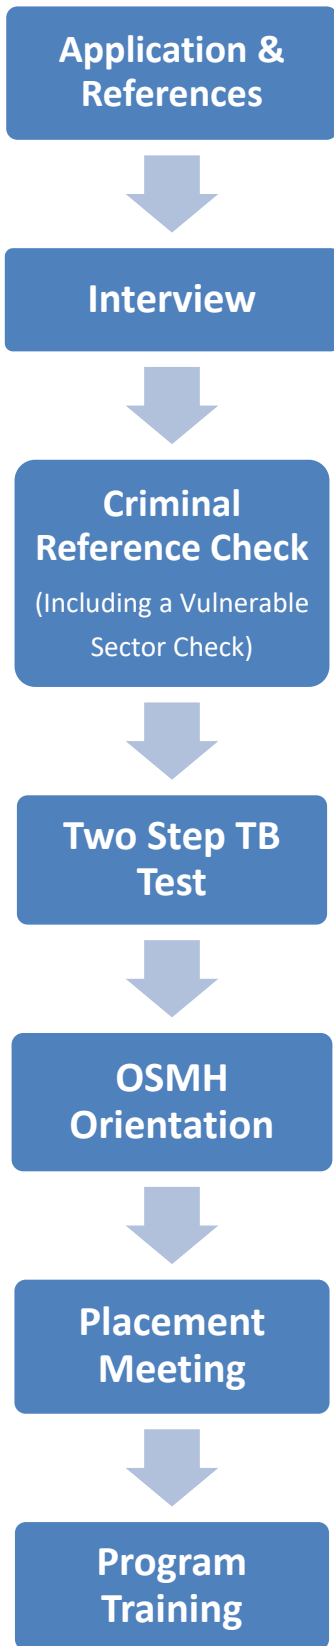 Application &
References
Interview
Criminal
Reference Check
(Including a Vulnerable
Sector Check)
Two Step TB
Test
OSMH
Orientation
Placement
Meeting
Program
Training